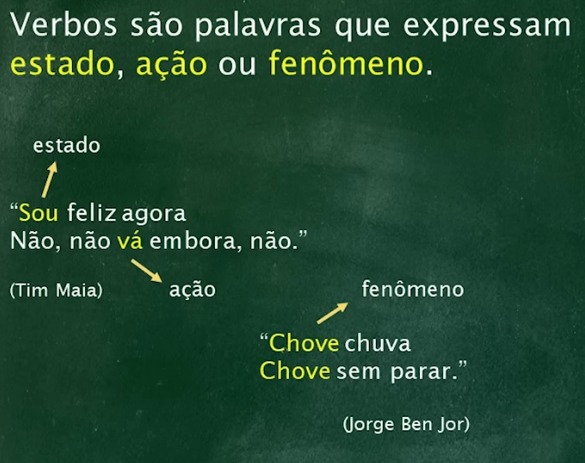 Verbos são palavras que expressam
estado, ação ou fenômeno.
estado
“Sou feliz agora
Não, não vá embora, não.”
(Tim Maia)
ação
fenômeno
“Chove chuva
Chove sem parar.”
(Jorge Ben Jor)